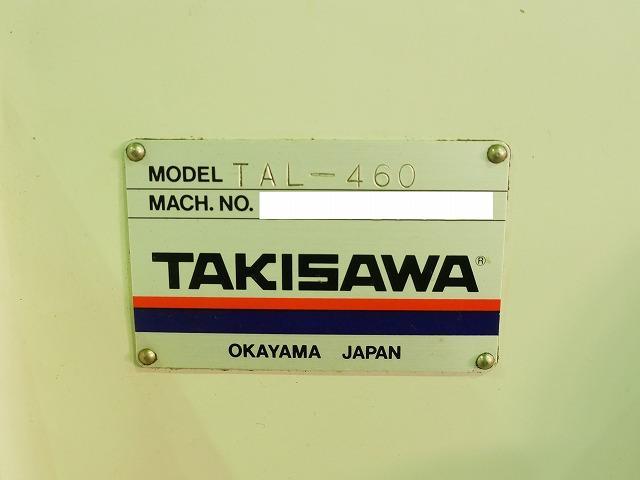 MODEL TAL-460
MACH. NO.
TAKISAWA®
OKAYAMA JAPAN